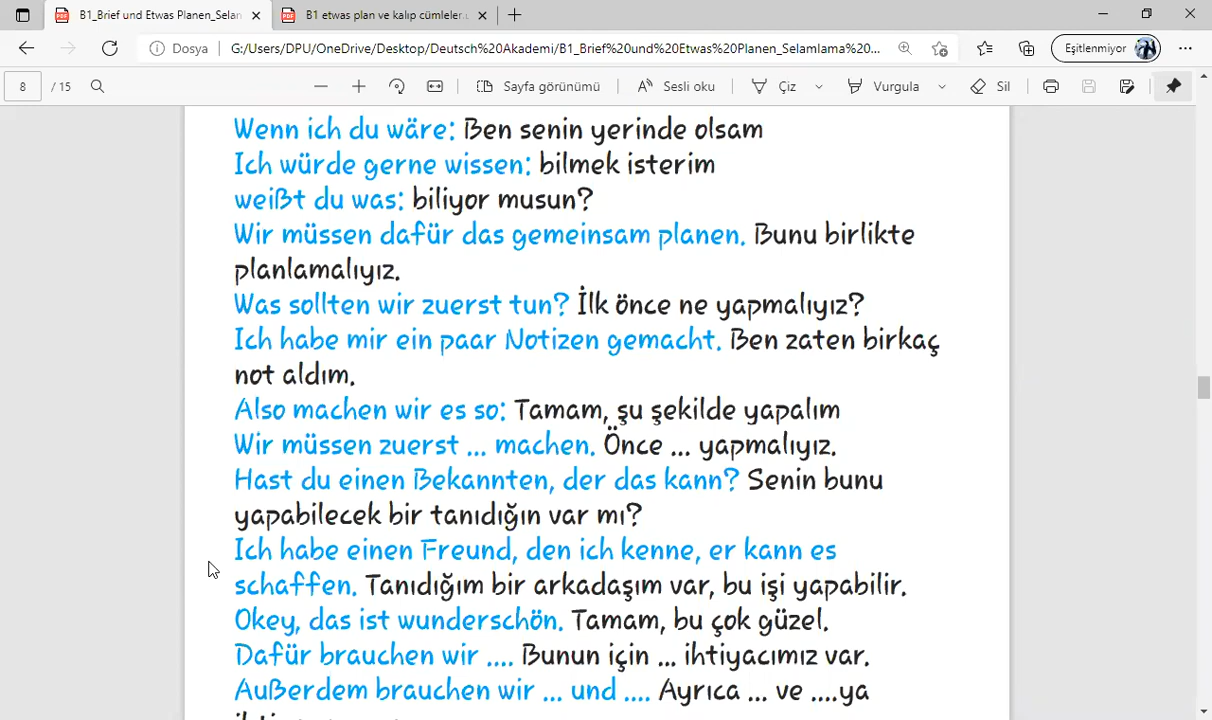 B1_Brief und Etwas Planen_Selan
B1 etwas plan ve kalıp cümleler.
Dosya
G:/Users/DPU/OneDrive/Desktop/Deutsch%20Akademi/B1_Brief%20und%20Etwas%20Planen_Selamlama%20...
Eşitlenmiyor
8 / 15
Sayfa görünümü
Sesli oku
Çiz
Vurgula
Sil
Wenn ich du wäre: Ben senin yerinde olsam
Ich würde gerne wissen: bilmek isterim
weißt du was: biliyor musun?
Wir müssen dafür das gemeinsam planen. Bunu birlikte
planlamalıyız.
Was sollten wir zuerst tun? İlk önce ne yapmalıyız?
Ich habe mir ein paar Notizen gemacht. Ben zaten birkaç
not aldım.
Also machen wir es so: Tamam, şu şekilde yapalım
Wir müssen zuerst ... machen. Önce ... yapmalıyız.
Hast du einen Bekannten, der das kann? Senin bunu
yapabilecek bir tanıdığın var mı?
Ich habe einen Freund, den ich kenne, er kann es
schaffen. Tanıdığım bir arkadaşım var, bu işi yapabilir.
Okey, das ist wunderschön. Tamam, bu çok güzel.
Dafür brauchen wir .... Bunun için ... ihtiyacımız var.
Außerdem brauchen wir ... und .... Ayrıca ... ve ....ya